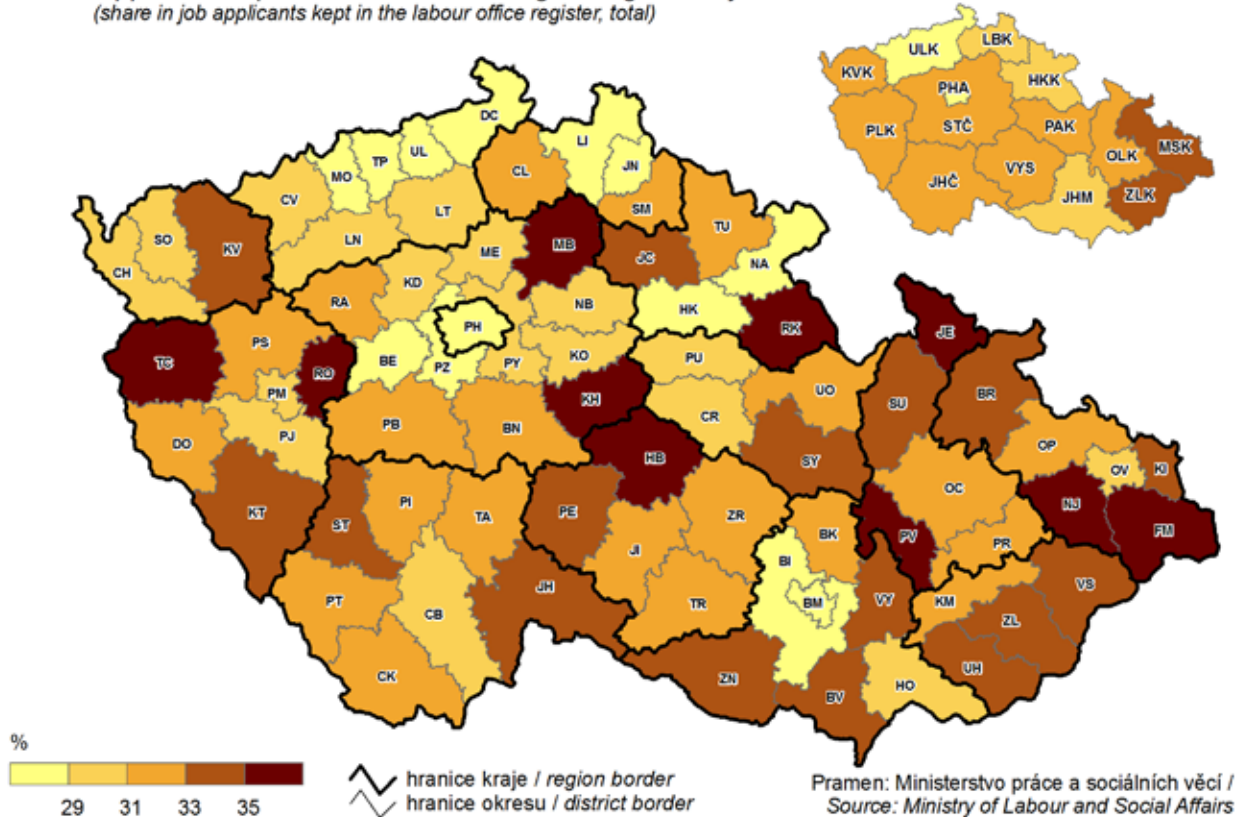 (share in job applicants kept in the labour office register, total)
ULK
LBK
KVK
HKK
PHA
STČ
PLK
PAK
MSK
OLK
VYS
JHČ
JHM
ZLK
DC
LI
UL
TP
JN
MO
CL
CV
LT
SM
TU
SO
KV
LN
MB
JC
ME
NA
CH
KD
RA
NB
HK
PH
RK
JE
PS
TC
RO
BE
PZ
PY
KO
PU
PM
KH
UO
SU
BR
CR
PB
BN
DO
PJ
OP
HB
SY
OV
KI
OC
KT
ST
PI
TA
PE
ZR
NJ
BK
PV
FM
PR
JI
BI
VS
JH
PT
TR
BM
VY
KM
CB
ZL
UH
CK
ZN
HO
BV
%
29 31 33 35
hranice kraje / region border
hranice okresu / district border
Pramen: Ministerstvo práce a sociálních věcí /
Source: Ministry of Labour and Social Affairs